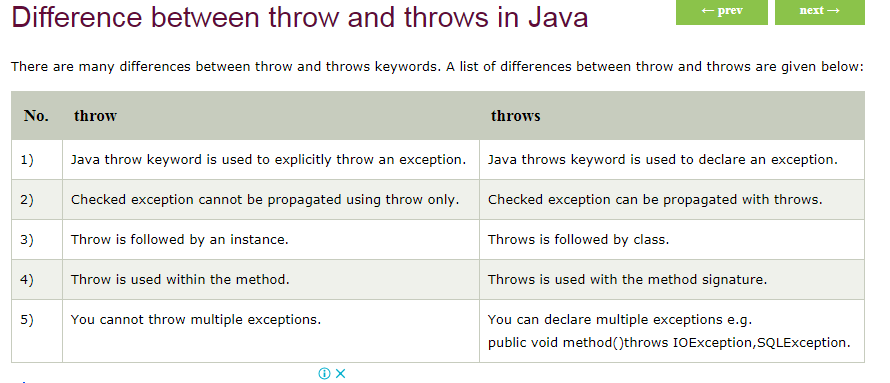 Difference between throw and throws in Java
← prev next →
There are many differences between throw and throws keywords. A list of differences between throw and throws are given below:
No. throw throws
1) Java throw keyword is used to explicitly throw an exception. Java throws keyword is used to declare an exception.
2) Checked exception cannot be propagated using throw only. Checked exception can be propagated with throws.
3) Throw is followed by an instance. Throws is followed by class.
4) Throw is used within the method. Throws is used with the method signature.
5) You cannot throw multiple exceptions. You can declare multiple exceptions e.g.
public void method()throws IOException,SQLException.